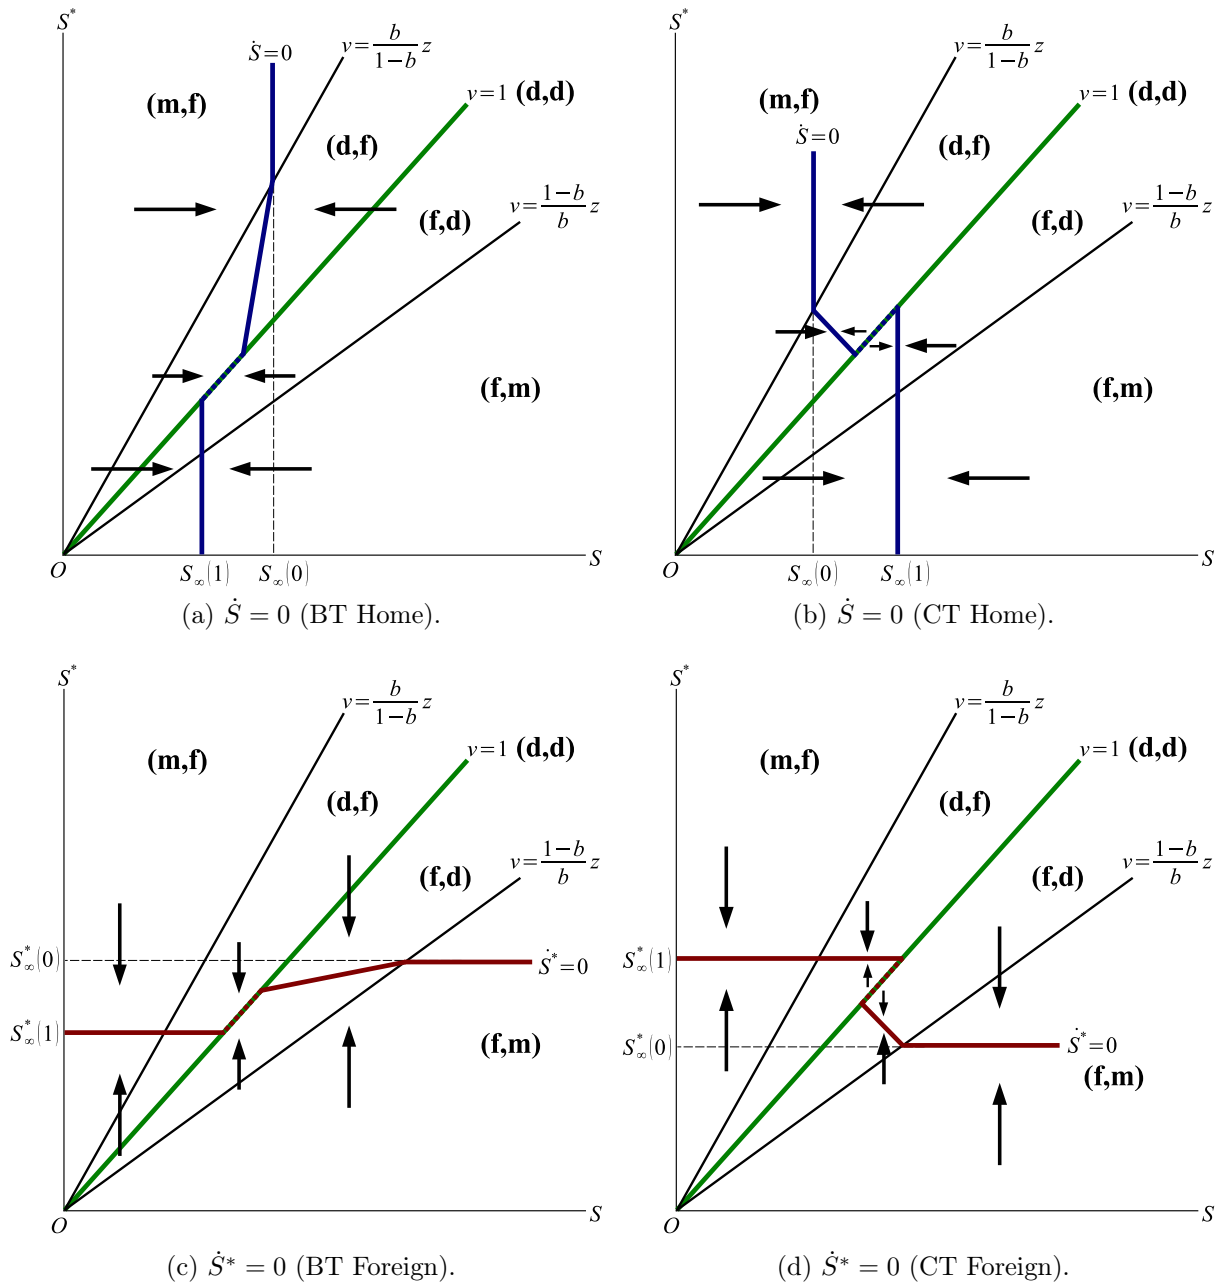 S*
Ṡ=0
v=b/(1−b) z
(m,f)
v=1 (d,d)
(d,f)
v=(1−b)/b z
(f,d)
(f,m)
O
S∞(1)
S∞(0)
S
(a) Ṡ = 0 (BT Home).
S*
v=b/(1−b) z
(m,f)
v=1 (d,d)
Ṡ=0
(d,f)
v=(1−b)/b z
(f,d)
(f,m)
O
S∞(0)
S∞(1)
S
(b) Ṡ = 0 (CT Home).
S*
v=b/(1−b) z
(m,f)
v=1 (d,d)
(d,f)
v=(1−b)/b z
(f,d)
S*∞(0)
Ṡ*=0
S*∞(1)
(f,m)
O
S
(c) Ṡ* = 0 (BT Foreign).
S*
v=b/(1−b) z
(m,f)
v=1 (d,d)
(d,f)
v=(1−b)/b z
(f,d)
S*∞(1)
S*∞(0)
Ṡ*=0
(f,m)
O
S
(d) Ṡ* = 0 (CT Foreign).